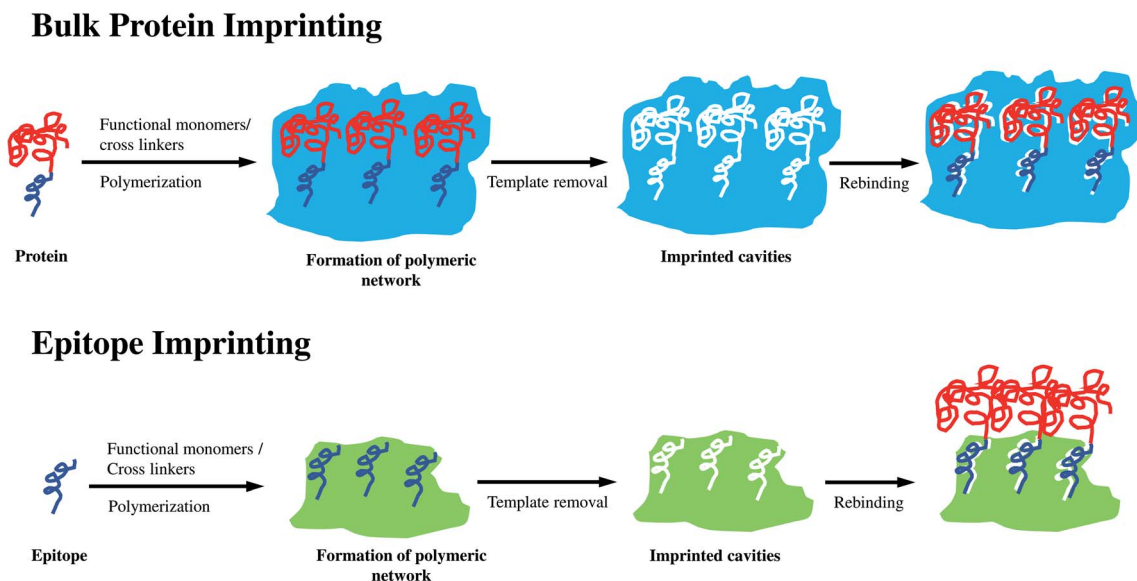 Bulk Protein Imprinting
Functional monomers/
cross linkers
Polymerization
Template removal
Rebinding
Protein
Formation of polymeric
network
Imprinted cavities
Epitope Imprinting
Functional monomers /
Cross linkers
Polymerization
Template removal
Rebinding
Epitope
Formation of polymeric
network
Imprinted cavities